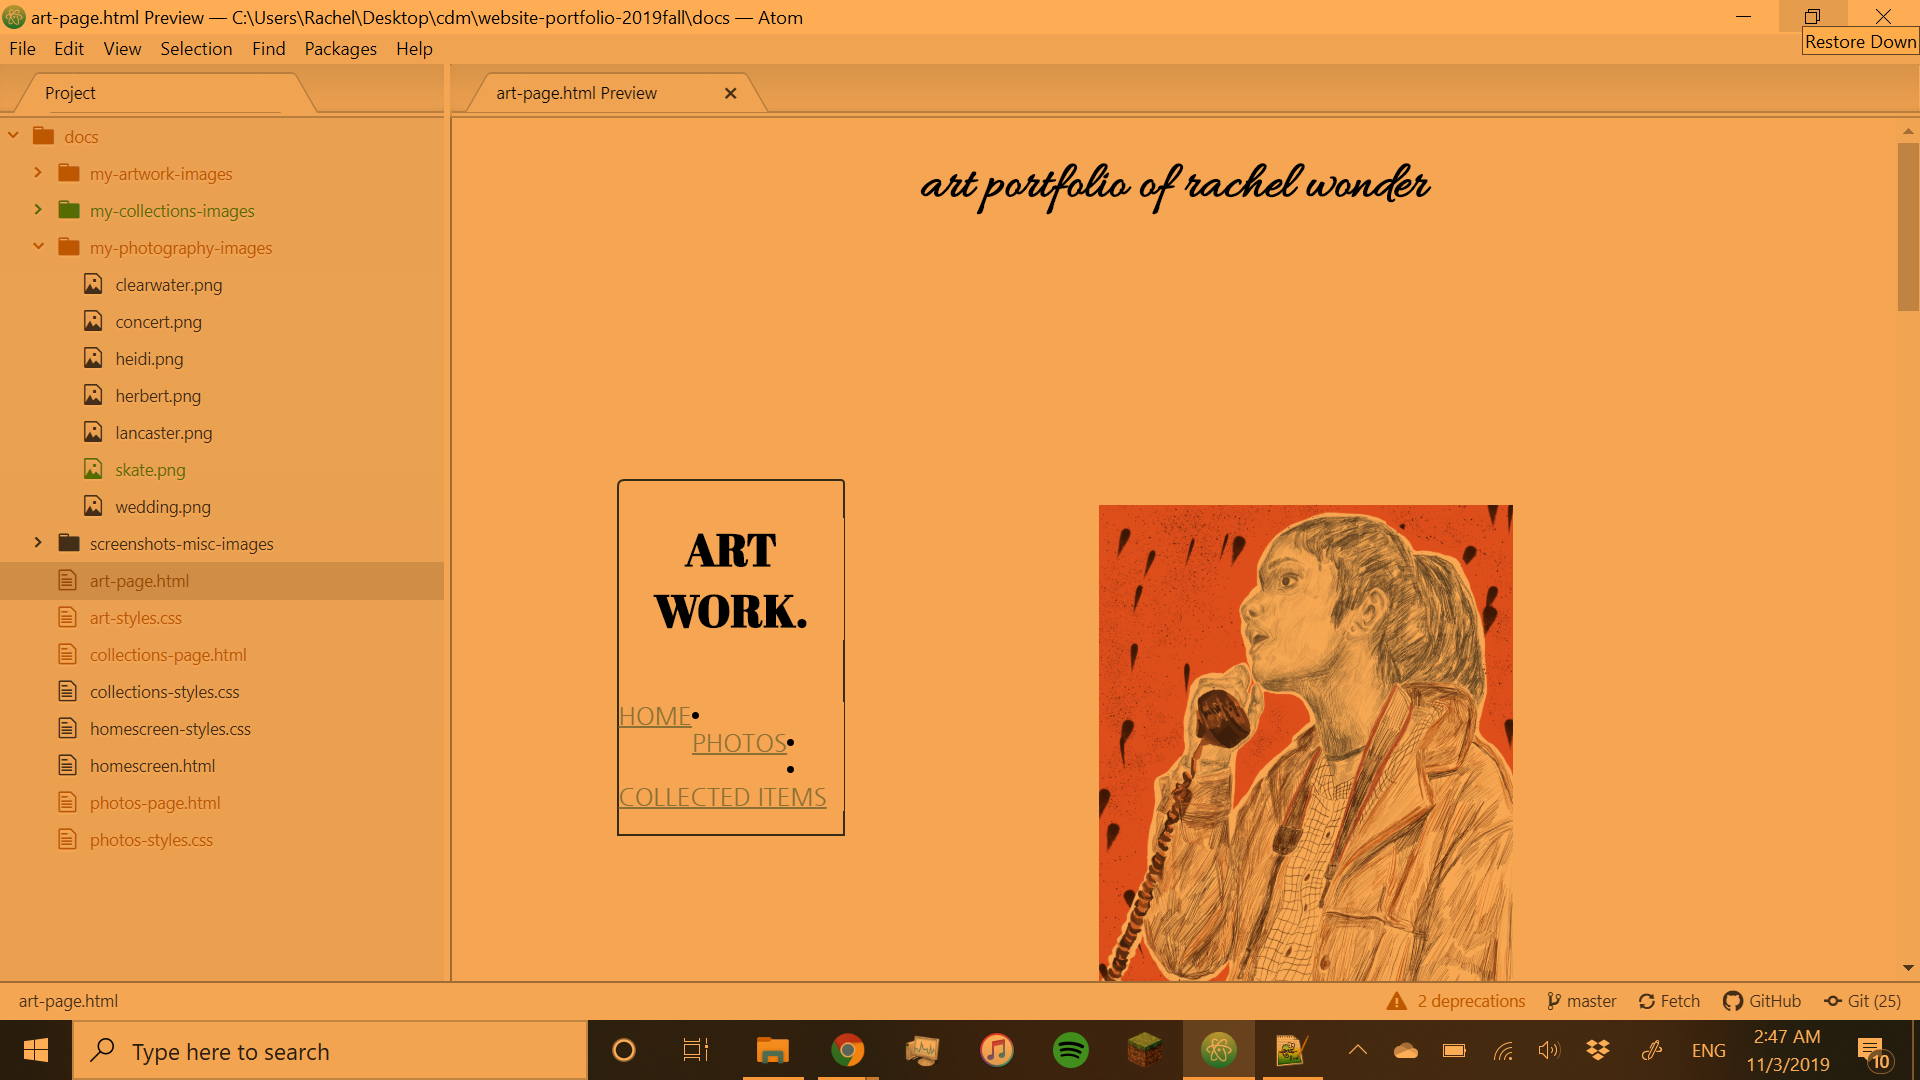 art-page.html Preview — C:\Users\Rachel\Desktop\cdm\website-portfolio-2019fall\docs — Atom
Restore Down
File Edit View Selection Find Packages Help
Project
art-page.html Preview
docs
my-artwork-images
my-collections-images
my-photography-images
clearwater.png
concert.png
heidi.png
herbert.png
lancaster.png
skate.png
wedding.png
screenshots-misc-images
art-page.html
art-styles.css
collections-page.html
collections-styles.css
homescreen-styles.css
homescreen.html
photos-page.html
photos-styles.css
art portfolio of rachel wonder
ART
WORK.
HOME•
PHOTOS•
•
COLLECTED ITEMS
art-page.html
2 deprecations master Fetch GitHub Git (25)
Type here to search
ENG
2:47 AM
11/3/2019
10